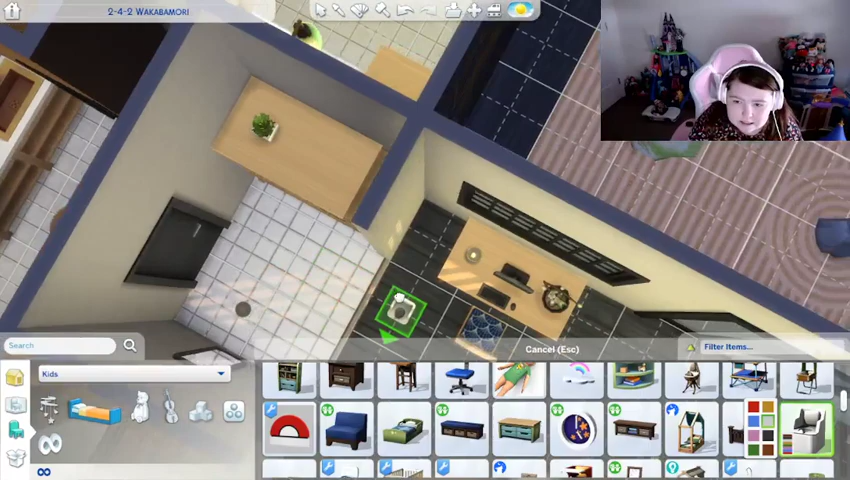 2-4-2 WAKABAMORI
Search
Cancel (Esc)
Filter Items...
Kids